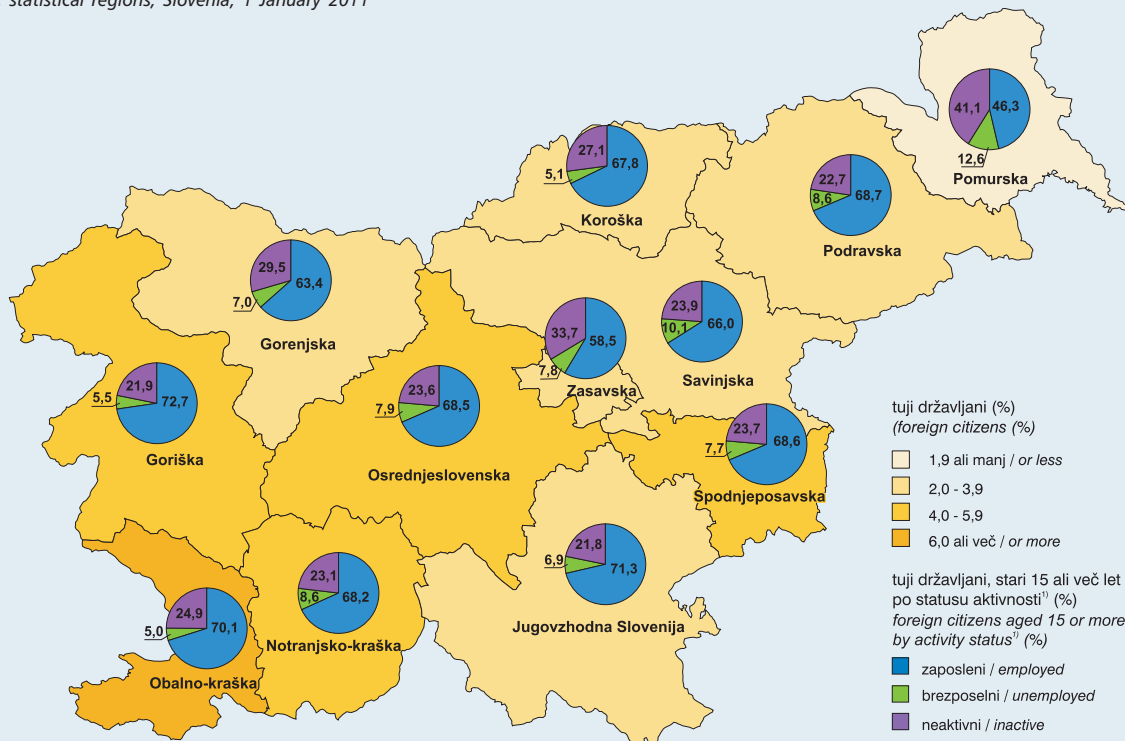 statistical regions, Slovenia, 1 January 2011
41,1 46,3
12,6
Pomurska
27,1
67,8
5,1
Koroška
22,7
8,6 68,7
Podravska
29,5
63,4
7,0
Gorenjska
23,9
10,1 66,0
Savinjska
33,7
58,5
7,8
Zasavska
21,9
5,5 72,7
Goriška
23,6
7,9 68,5
Osrednjeslovenska
23,7
68,6
7,7
Spodnjeposavska
21,8
6,9 71,3
Jugovzhodna Slovenija
23,1
8,6 68,2
Notranjsko-kraška
24,9
70,1
5,0
Obalno-kraška
tuji državljani (%)
(foreign citizens (%)
1,9 ali manj / or less
2,0 - 3,9
4,0 - 5,9
6,0 ali več / or more
tuji državljani, stari 15 ali več let
po statusu aktivnosti¹⁾ (%)
foreign citizens aged 15 or more
by activity status¹⁾ (%)
zaposleni / employed
brezposelni / unemployed
neaktivni / inactive